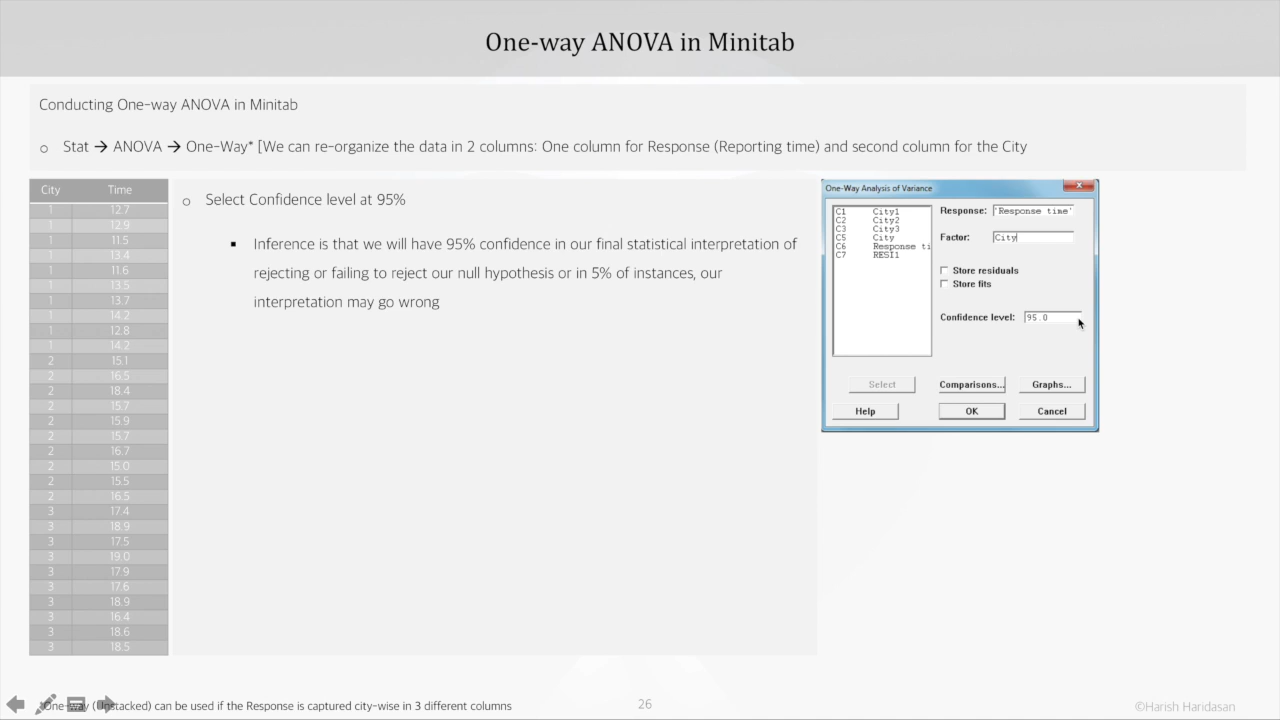 One-way ANOVA in Minitab
Conducting One-way ANOVA in Minitab
o Stat → ANOVA → One-Way* [We can re-organize the data in 2 columns: One column for Response (Reporting time) and second column for the City
City Time
1 12.7
1 12.9
1 11.5
1 13.4
1 11.6
1 13.5
1 13.7
1 14.2
1 12.8
1 14.2
2 15.1
2 16.5
2 18.4
2 15.7
2 15.9
2 15.7
2 16.7
2 15.0
2 15.5
2 16.5
3 17.4
3 18.9
3 17.5
3 19.0
3 17.9
3 17.6
3 18.9
3 16.4
3 18.6
3 18.5
o Select Confidence level at 95%
▪ Inference is that we will have 95% confidence in our final statistical interpretation of
rejecting or failing to reject our null hypothesis or in 5% of instances, our
interpretation may go wrong
One-Way Analysis of Variance
C1 City1
C2 City2
C3 City3
C5 City
C6 Response ti
C7 RESI1
Response: 'Response time'
Factor: City
Store residuals
Store fits
Confidence level: 95.0
Select
Comparisons...
Graphs...
Help
OK
Cancel
*One-way (Unstacked) can be used if the Response is captured city-wise in 3 different columns
26
©Harish Haridasan